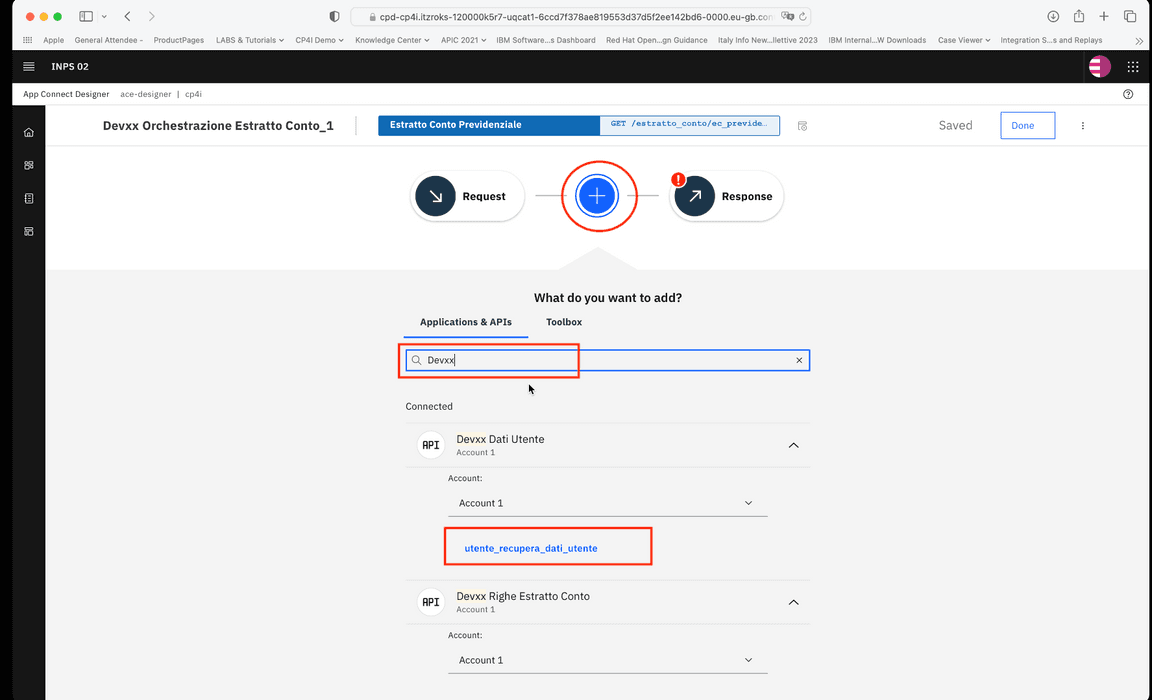 cpd-cp4i.itzroks-120000k5r7-uqcat1-6ccd7f378ae819553d37d5f2ee142bd6-0000.eu-gb.con
Apple General Attendee - ProductPages LABS & Tutorials CP4I Demo Knowledge Center APIC 2021 IBM Software...s Dashboard Red Hat Open...gn Guidance Italy Info New...llettive 2023 IBM Internal...W Downloads Case Viewer Integration S...s and Replays
INPS 02
App Connect Designer ace-designer | cp4i
Devxx Orchestrazione Estratto Conto_1 Estratto Conto Previdenziale GET /estratto_conto/ec_previde… Saved Done
Request
Response
What do you want to add?
Applications & APIs Toolbox
Devxx
Connected
API Devxx Dati Utente
Account 1
Account:
Account 1
utente_recupera_dati_utente
API Devxx Righe Estratto Conto
Account 1
Account:
Account 1